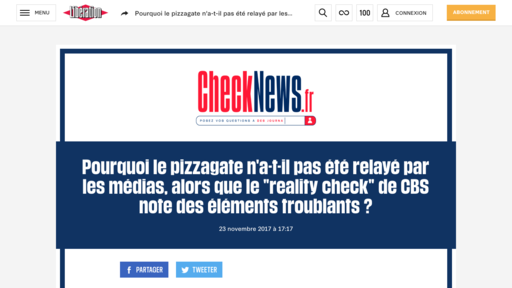 MENU
Libération
Pourquoi le pizzagate n'a-t-il pas été relayé par les...
100
CONNEXION
ABONNEMENT
CheckNews.fr
POSEZ VOS QUESTIONS À DES JOURNA
Pourquoi le pizzagate n'a-t-il pas été relayé par
les médias, alors que le "reality check" de CBS
note des éléments troublants ?
23 novembre 2017 à 17:17
PARTAGER
TWEETER